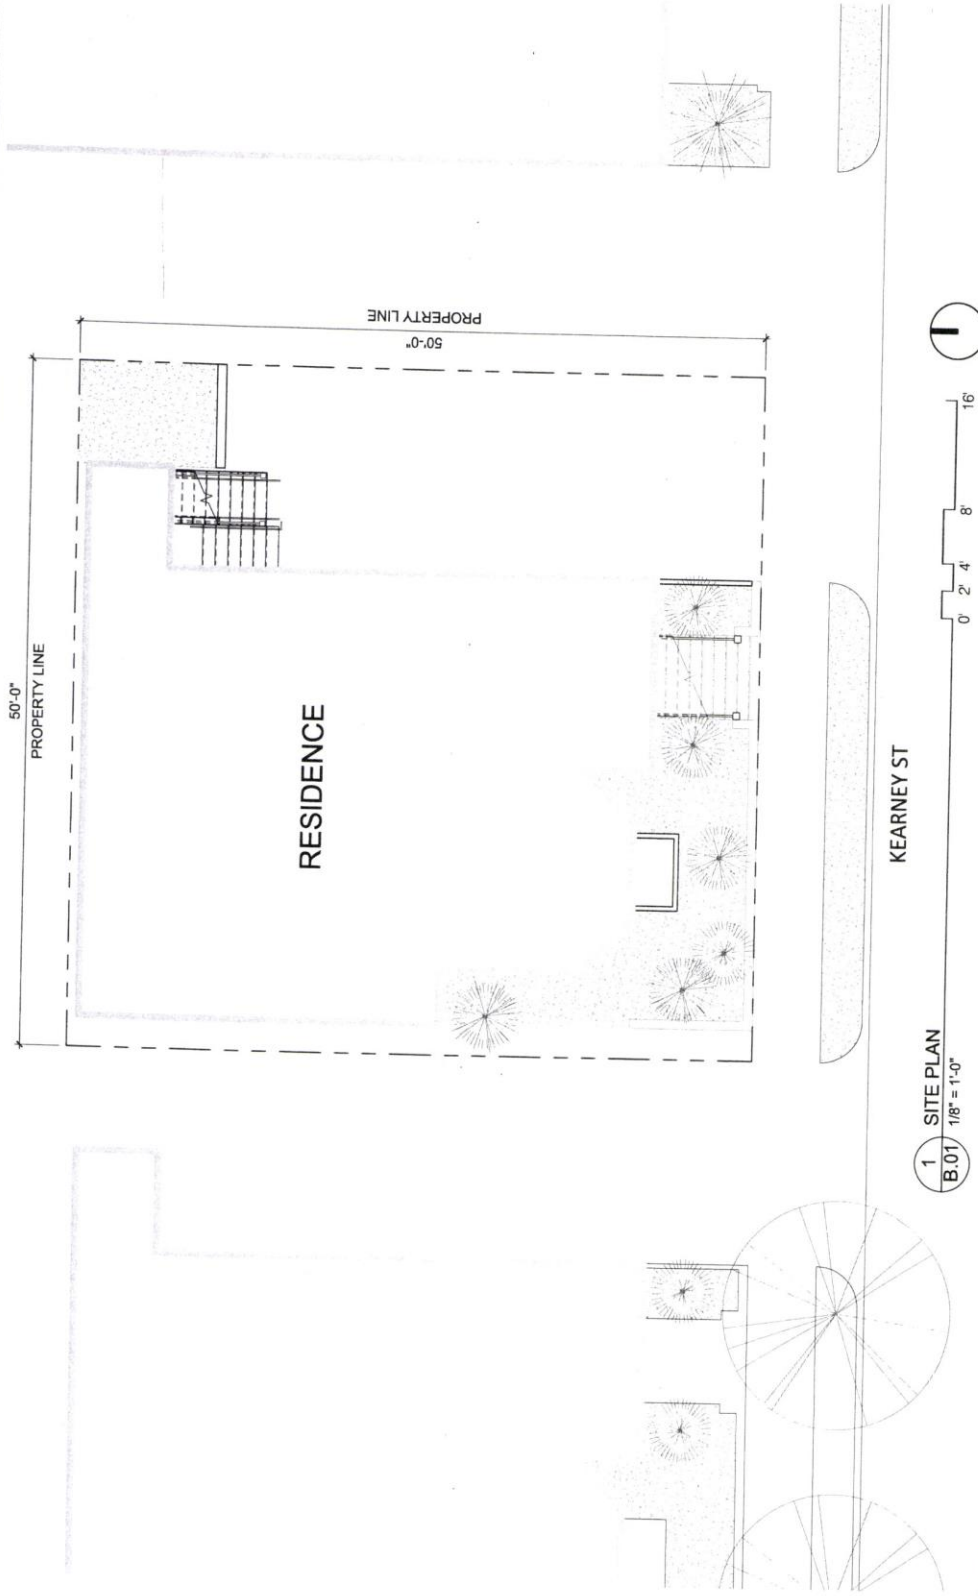 50'-0"
PROPERTY LINE
PROPERTY LINE
50'-0"
RESIDENCE
KEARNEY ST
1
B.01
SITE PLAN
1/8" = 1'-0"
0' 2' 4' 8' 16'